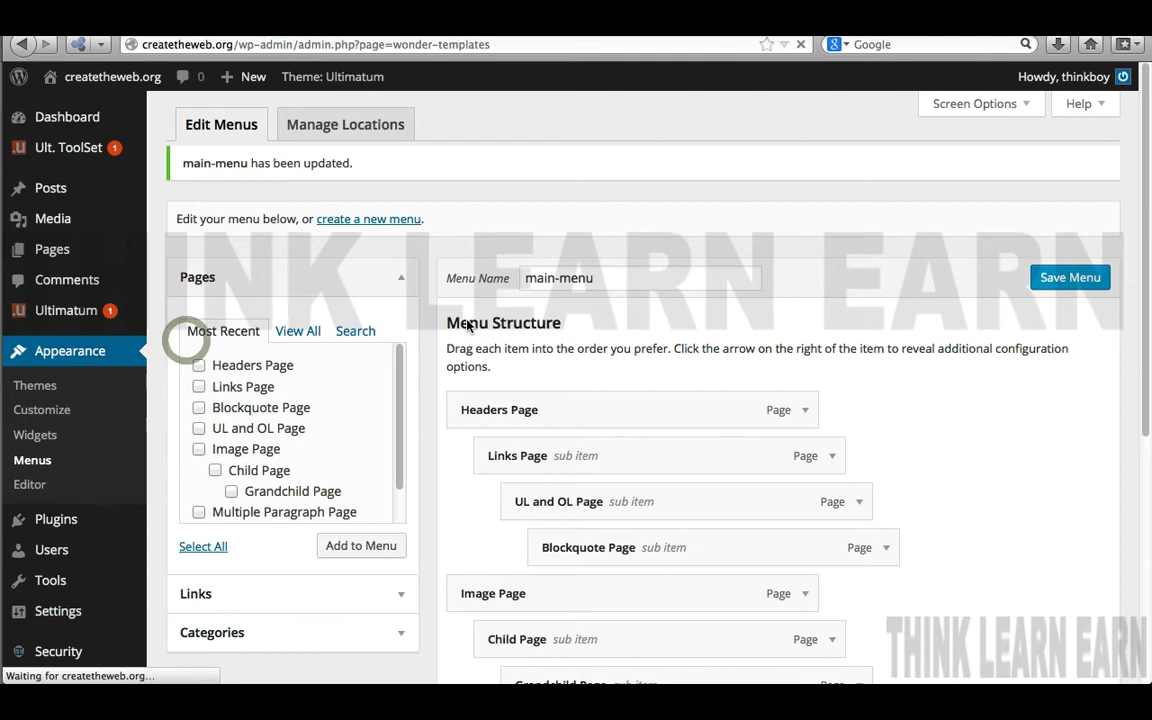 createtheweb.org/wp-admin/admin.php?page=wonder-templates
Google
createtheweb.org
0
New
Theme: Ultimatum
Howdy, thinkboy
Screen Options
Help
Dashboard
Ult. ToolSet 1
Posts
Media
Pages
Comments
Ultimatum 1
Appearance
Themes
Customize
Widgets
Menus
Editor
Plugins
Users
Tools
Settings
Security
Waiting for createtheweb.org...
Edit Menus
Manage Locations
main-menu has been updated.
Edit your menu below, or create a new menu.
THINK LEARN EARN
Pages
Most Recent
View All
Search
Headers Page
Links Page
Blockquote Page
UL and OL Page
Image Page
Child Page
Grandchild Page
Multiple Paragraph Page
Select All
Add to Menu
Links
Categories
Menu Name
main-menu
Save Menu
Menu Structure
Drag each item into the order you prefer. Click the arrow on the right of the item to reveal additional configuration
options.
Headers Page
Page
Links Page sub item
Page
UL and OL Page sub item
Page
Blockquote Page sub item
Page
Image Page
Page
Child Page sub item
Page
Grandchild Page sub item
Page
THINK LEARN EARN